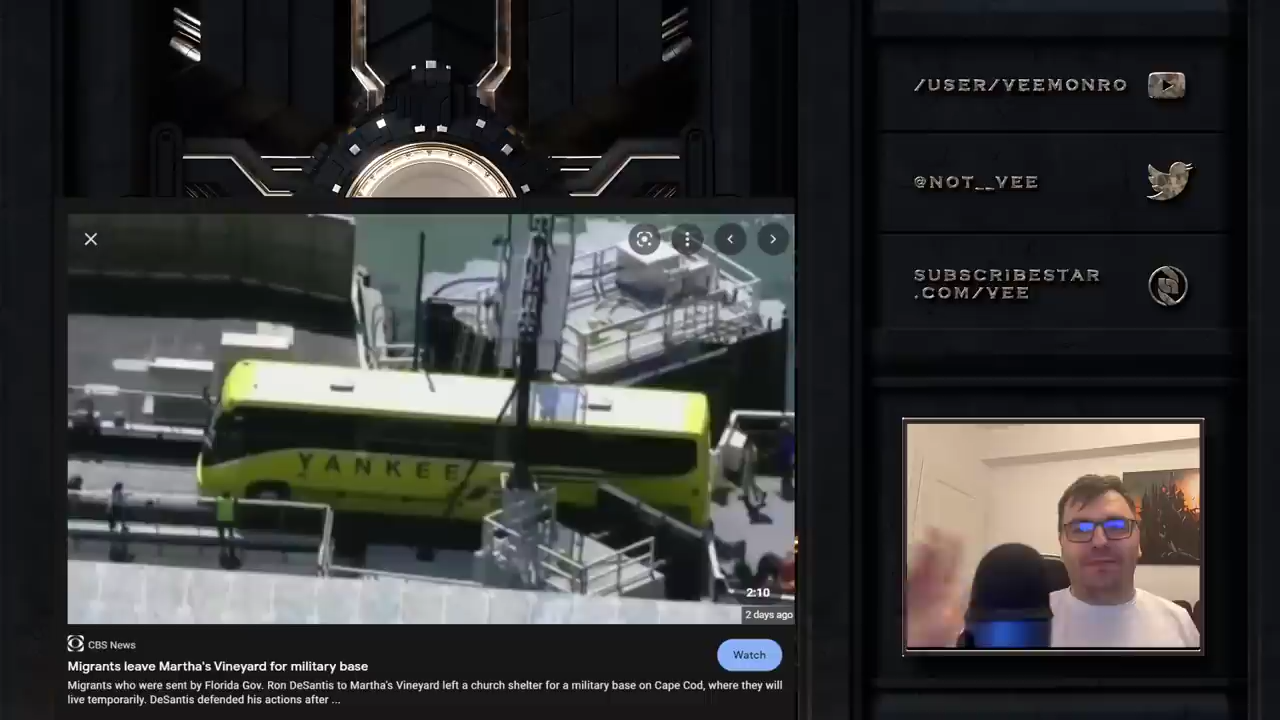 /USER/VEEMONRO
@NOT__VEE
SUBSCRIBESTAR
.COM/VEE
YANKEE
2:10
2 days ago
CBS News
Watch
Migrants leave Martha's Vineyard for military base
Migrants who were sent by Florida Gov. Ron DeSantis to Martha's Vineyard left a church shelter for a military base on Cape Cod, where they will
live temporarily. DeSantis defended his actions after ...